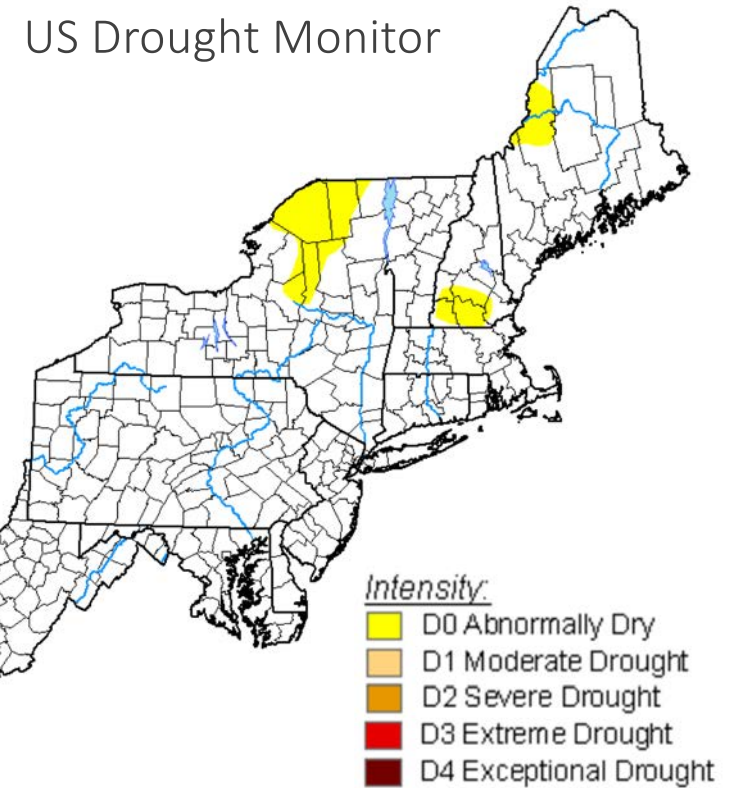 US Drought Monitor
Intensity:
D0 Abnormally Dry
D1 Moderate Drought
D2 Severe Drought
D3 Extreme Drought
D4 Exceptional Drought